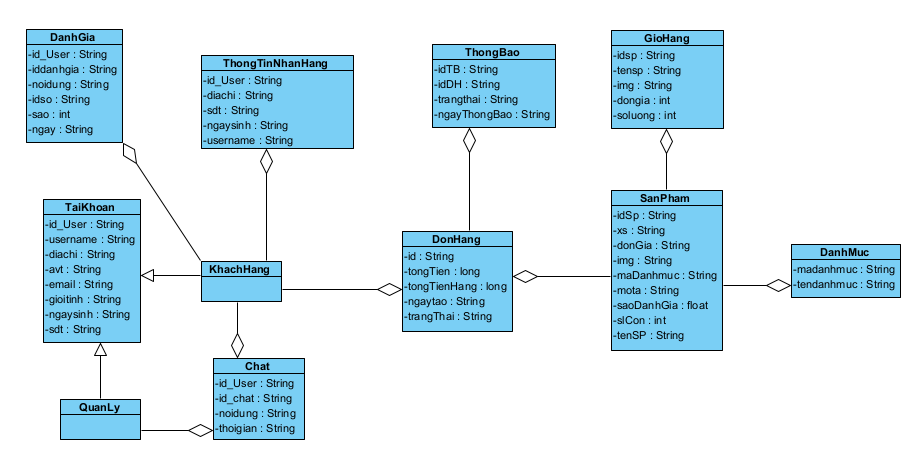 DanhGia
-id_User : String
-iddanhgia : String
-noidung : String
-idso : String
-sao : int
-ngay : String
ThongTinNhanHang
-id_User : String
-diachi : String
-sdt : String
-ngaysinh : String
-username : String
ThongBao
-idTB : String
-idDH : String
-trangthai : String
-ngayThongBao : String
GioHang
-idsp : String
-tensp : String
-img : String
-dongia : int
-soluong : int
TaiKhoan
-id_User : String
-username : String
-diachi : String
-avt : String
-email : String
-gioitinh : String
-ngaysinh : String
-sdt : String
KhachHang
DonHang
-id : String
-tongTien : long
-tongTienHang : long
-ngaytao : String
-trangThai : String
SanPham
-idSp : String
-xs : String
-donGia : String
-img : String
-maDanhmuc : String
-mota : String
-saoDanhGia : float
-slCon : int
-tenSP : String
DanhMuc
-madanhmuc : String
-tendanhmuc : String
QuanLy
Chat
-id_User : String
-id_chat : String
-noidung : String
-thoigian : String